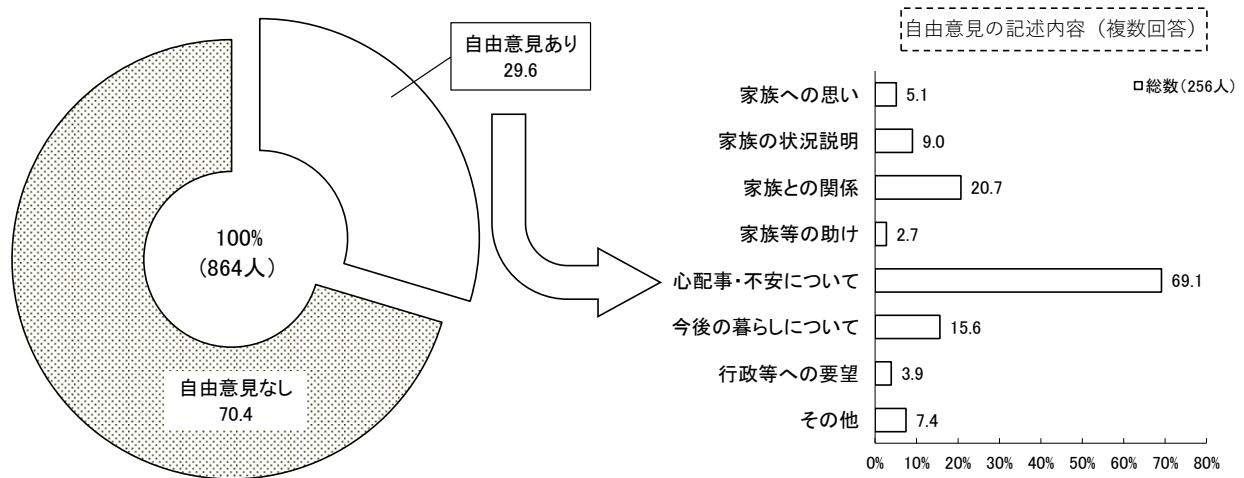 自由意見の記述内容（複数回答）
自由意見あり
29.6
100%
（864人）
自由意見なし
70.4
□総数（256人）
家族への思い 5.1
家族の状況説明 9.0
家族との関係 20.7
家族等の助け 2.7
心配事・不安について 69.1
今後の暮らしについて 15.6
行政等への要望 3.9
その他 7.4
0% 10% 20% 30% 40% 50% 60% 70% 80%